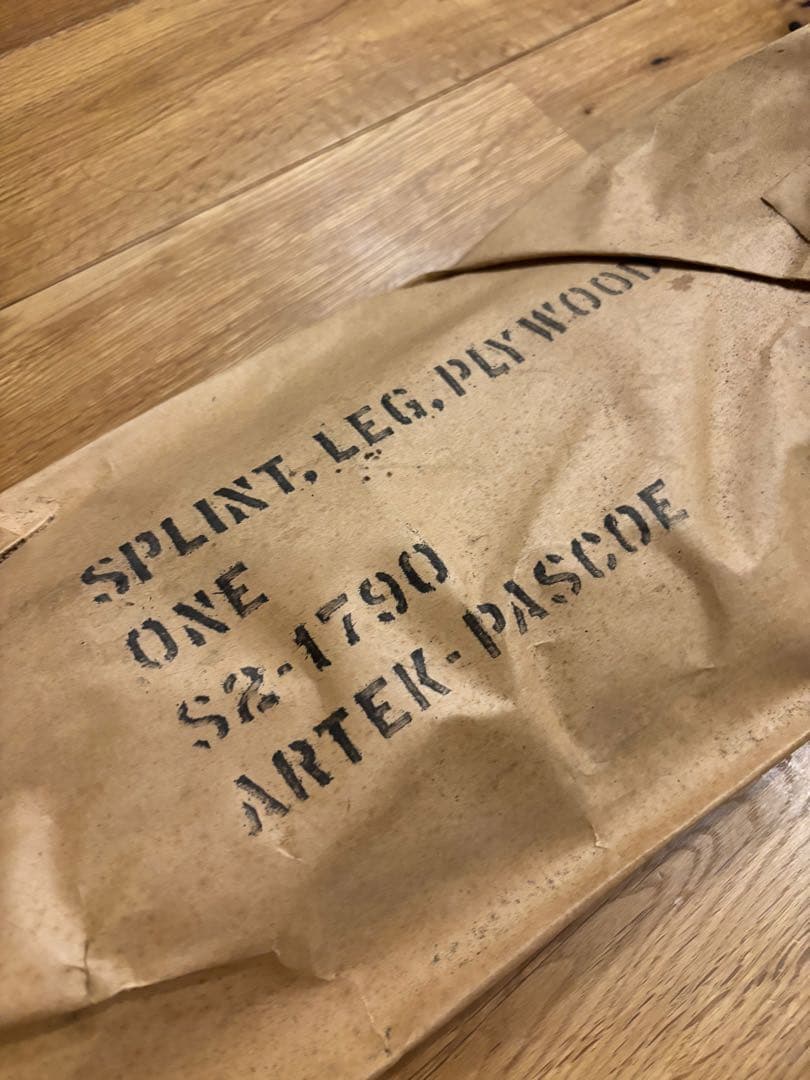 SPLINT, LEG, PLYWOOD
ONE
S2-1790
ARTEK-PASCOE